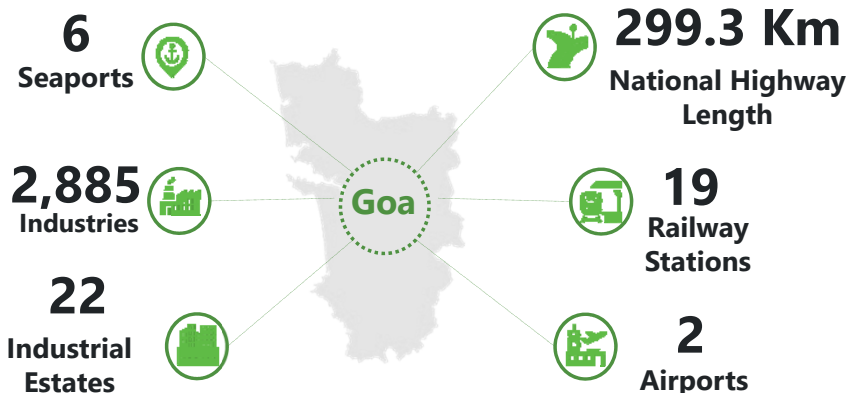 6
Seaports
299.3 Km
National Highway
Length
2,885
Industries
Goa
19
Railway
Stations
22
Industrial
Estates
2
Airports